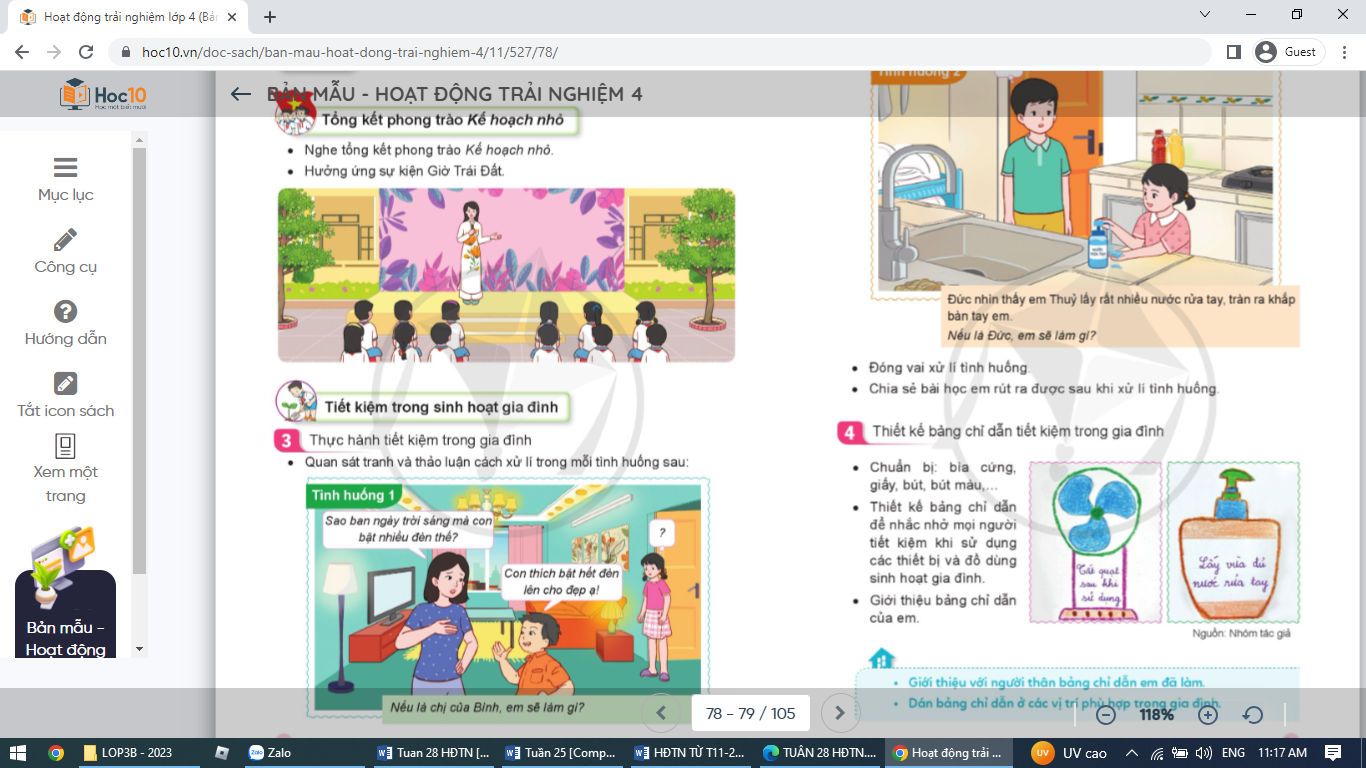 Hoạt động trải nghiệm lớp 4 (Bản
hoc10.vn/doc-sach/ban-mau-hoat-dong-trai-nghiem-4/11/527/78/
Guest
Hoc10
Học một biết mười
BẢN MẪU - HOẠT ĐỘNG TRẢI NGHIỆM 4
Mục lục
Công cụ
Hướng dẫn
Tắt icon sách
Xem một
trang
Bản mẫu -
Hoạt động
Tổng kết phong trào Kế hoạch nhỏ
• Nghe tổng kết phong trào Kế hoạch nhỏ.
• Hưởng ứng sự kiện Giờ Trái Đất.
Tiết kiệm trong sinh hoạt gia đình
3 Thực hành tiết kiệm trong gia đình
• Quan sát tranh và thảo luận cách xử lí trong mỗi tình huống sau:
Tình huống 1
Sao ban ngày trời sáng mà con
bật nhiều đèn thế?
?
Con thích bật hết đèn
lên cho đẹp ạ!
Nếu là chị của Bình, em sẽ làm gì?
Tình huống 2
Đức nhìn thấy em Thuỷ lấy rất nhiều nước rửa tay, tràn ra khắp
bàn tay em.
Nếu là Đức, em sẽ làm gì?
• Đóng vai xử lí tình huống.
• Chia sẻ bài học em rút ra được sau khi xử lí tình huống.
4 Thiết kế bảng chỉ dẫn tiết kiệm trong gia đình
• Chuẩn bị: bìa cứng,
giấy, bút, bút màu,...
• Thiết kế bảng chỉ dẫn
để nhắc nhở mọi người
tiết kiệm khi sử dụng
các thiết bị và đồ dùng
sinh hoạt gia đình.
• Giới thiệu bảng chỉ dẫn
của em.
Tắt quạt
sau khi
sử dụng
Lấy vừa đủ
nước rửa tay
Nguồn: Nhóm tác giả
• Giới thiệu với người thân bảng chỉ dẫn em đã làm.
• Dán bảng chỉ dẫn ở các vị trí phù hợp trong gia đình.
78 - 79 / 105
118%
LOP3B - 2023
Zalo
Tuan 28 HĐTN [...
Tuần 25 [Comp...
HĐTN TỪ T11-2...
TUẦN 28 HĐTN....
Hoạt động trải ...
UV
UV cao
ENG
11:17 AM